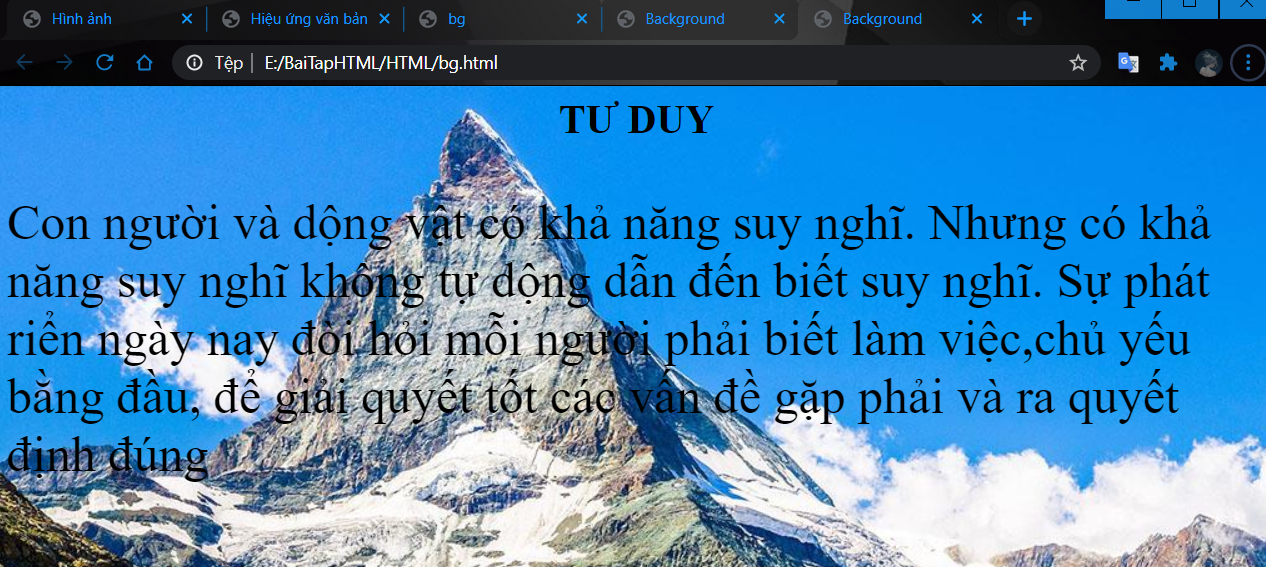 Hình ảnh
Hiệu ứng văn bản
bg
Background
Background
Tệp | E:/BaiTapHTML/HTML/bg.html
TƯ DUY
Con người và dộng vật có khả năng suy nghĩ. Nhưng có khả
năng suy nghĩ không tự dộng dẫn đến biết suy nghĩ. Sự phát
riển ngày nay đòi hỏi mỗi người phải biết làm việc,chủ yếu
bằng đầu, để giải quyết tốt các vấn đề gặp phải và ra quyết
định đúng